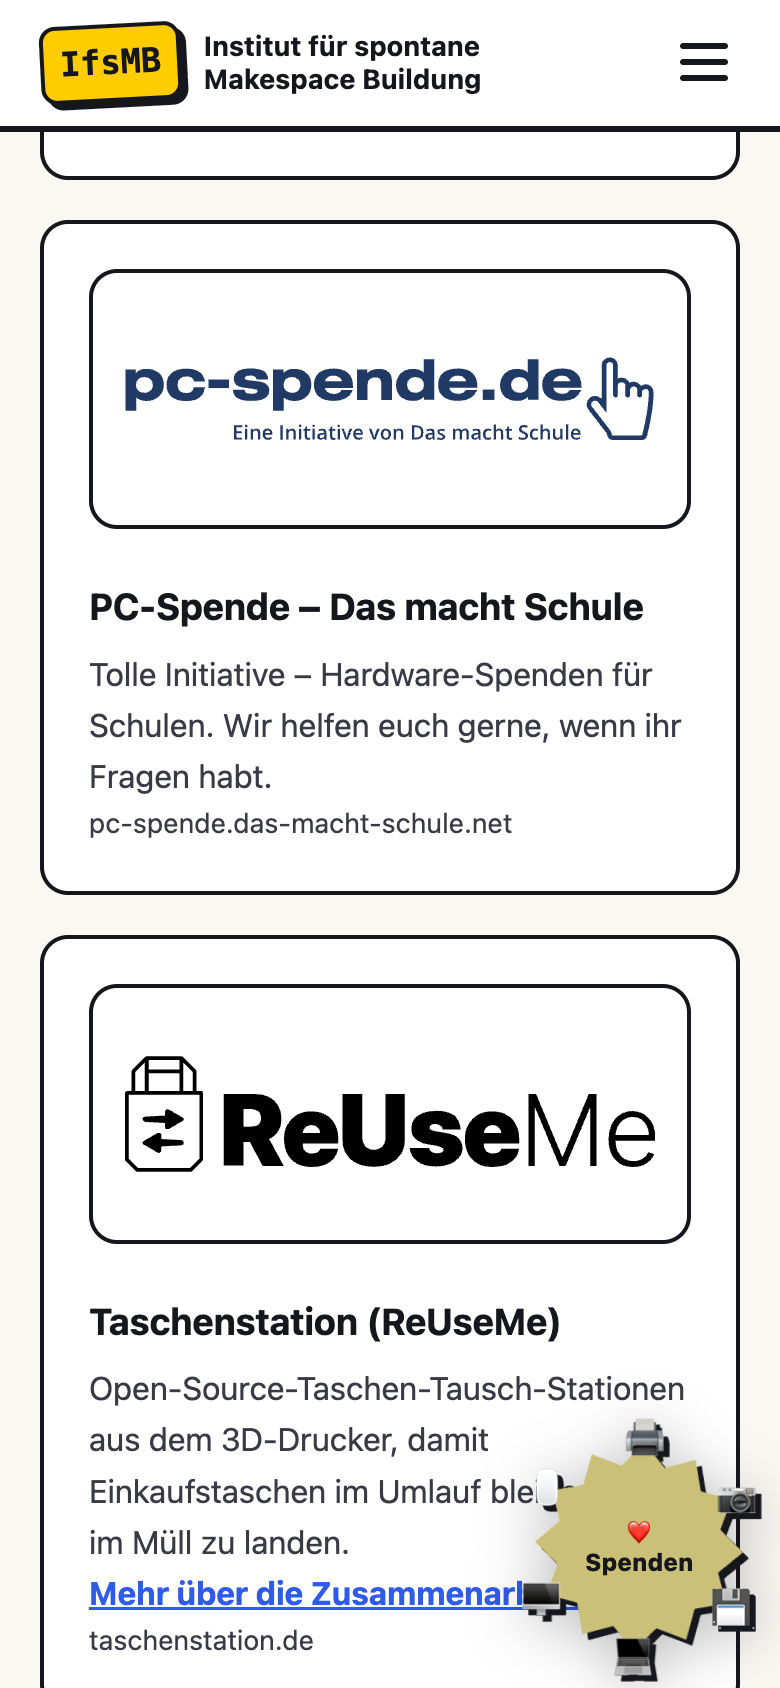 IfsMB
Institut für spontane
Makespace Buildung
pc-spende.de
Eine Initiative von Das macht Schule
PC-Spende – Das macht Schule
Tolle Initiative – Hardware-Spenden für
Schulen. Wir helfen euch gerne, wenn ihr
Fragen habt.
pc-spende.das-macht-schule.net
ReUseMe
Taschenstation (ReUseMe)
Open-Source-Taschen-Tausch-Stationen
aus dem 3D-Drucker, damit
Einkaufstaschen im Umlauf
im Müll zu landen.
Mehr über die
taschenstation.de
Spenden